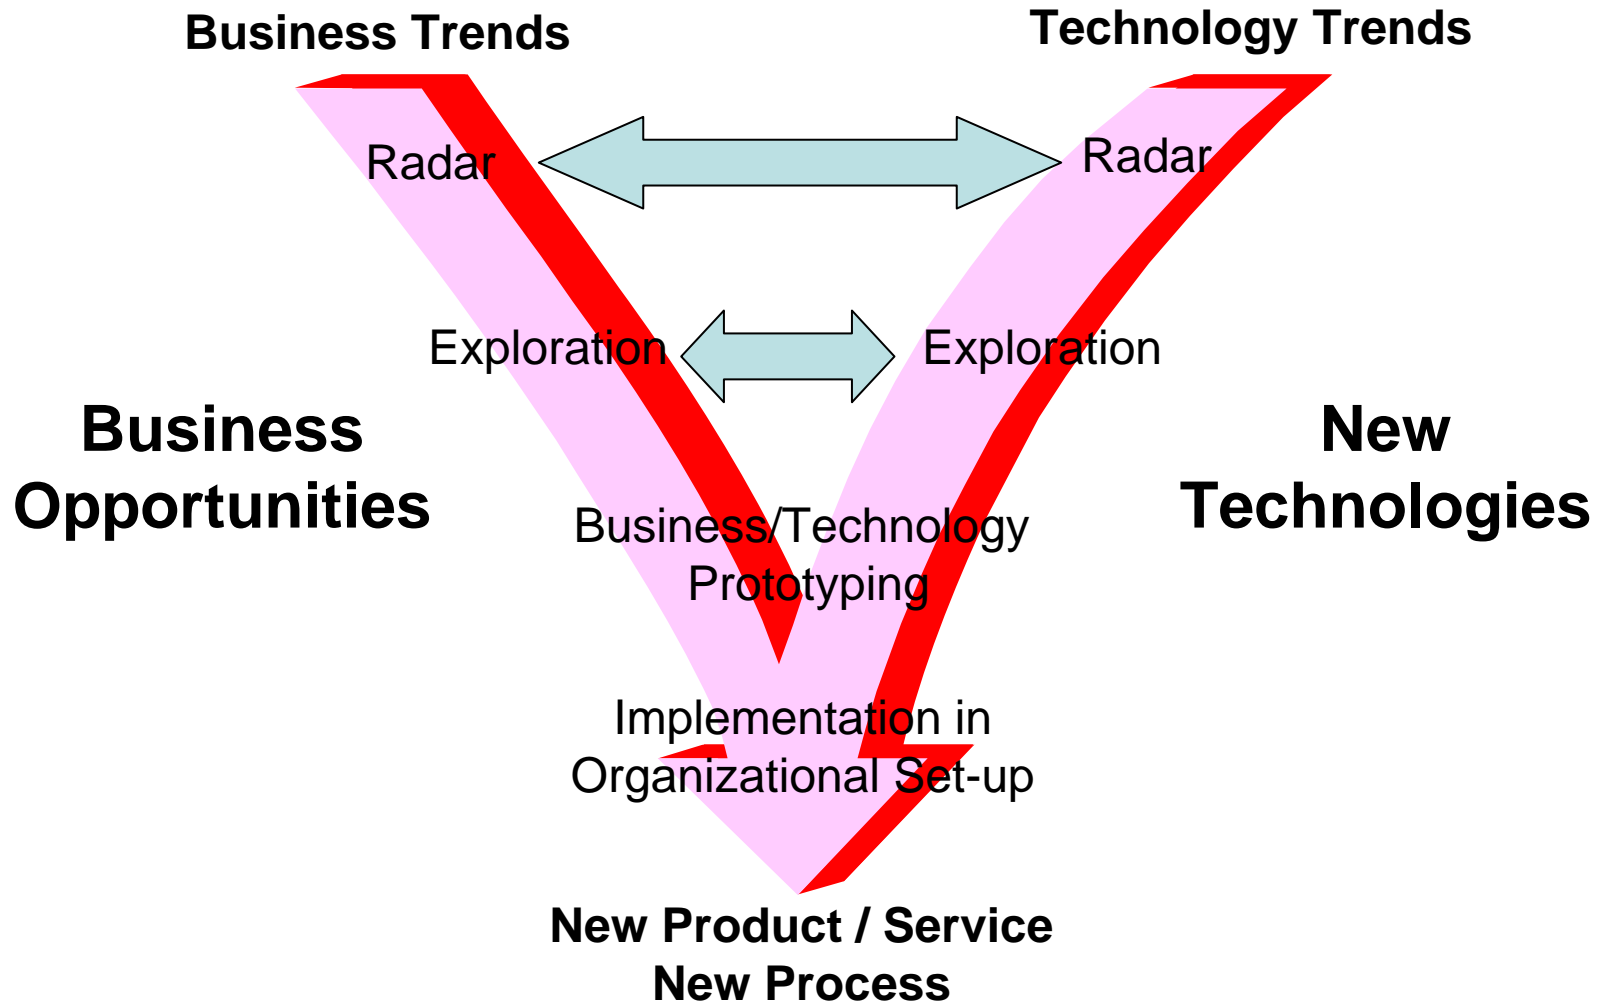 Business Trends
Technology Trends
Radar
Radar
Exploration
Exploration
Business
Opportunities
New
Technologies
Business/Technology
Prototyping
Implementation in
Organizational Set-up
New Product / Service
New Process